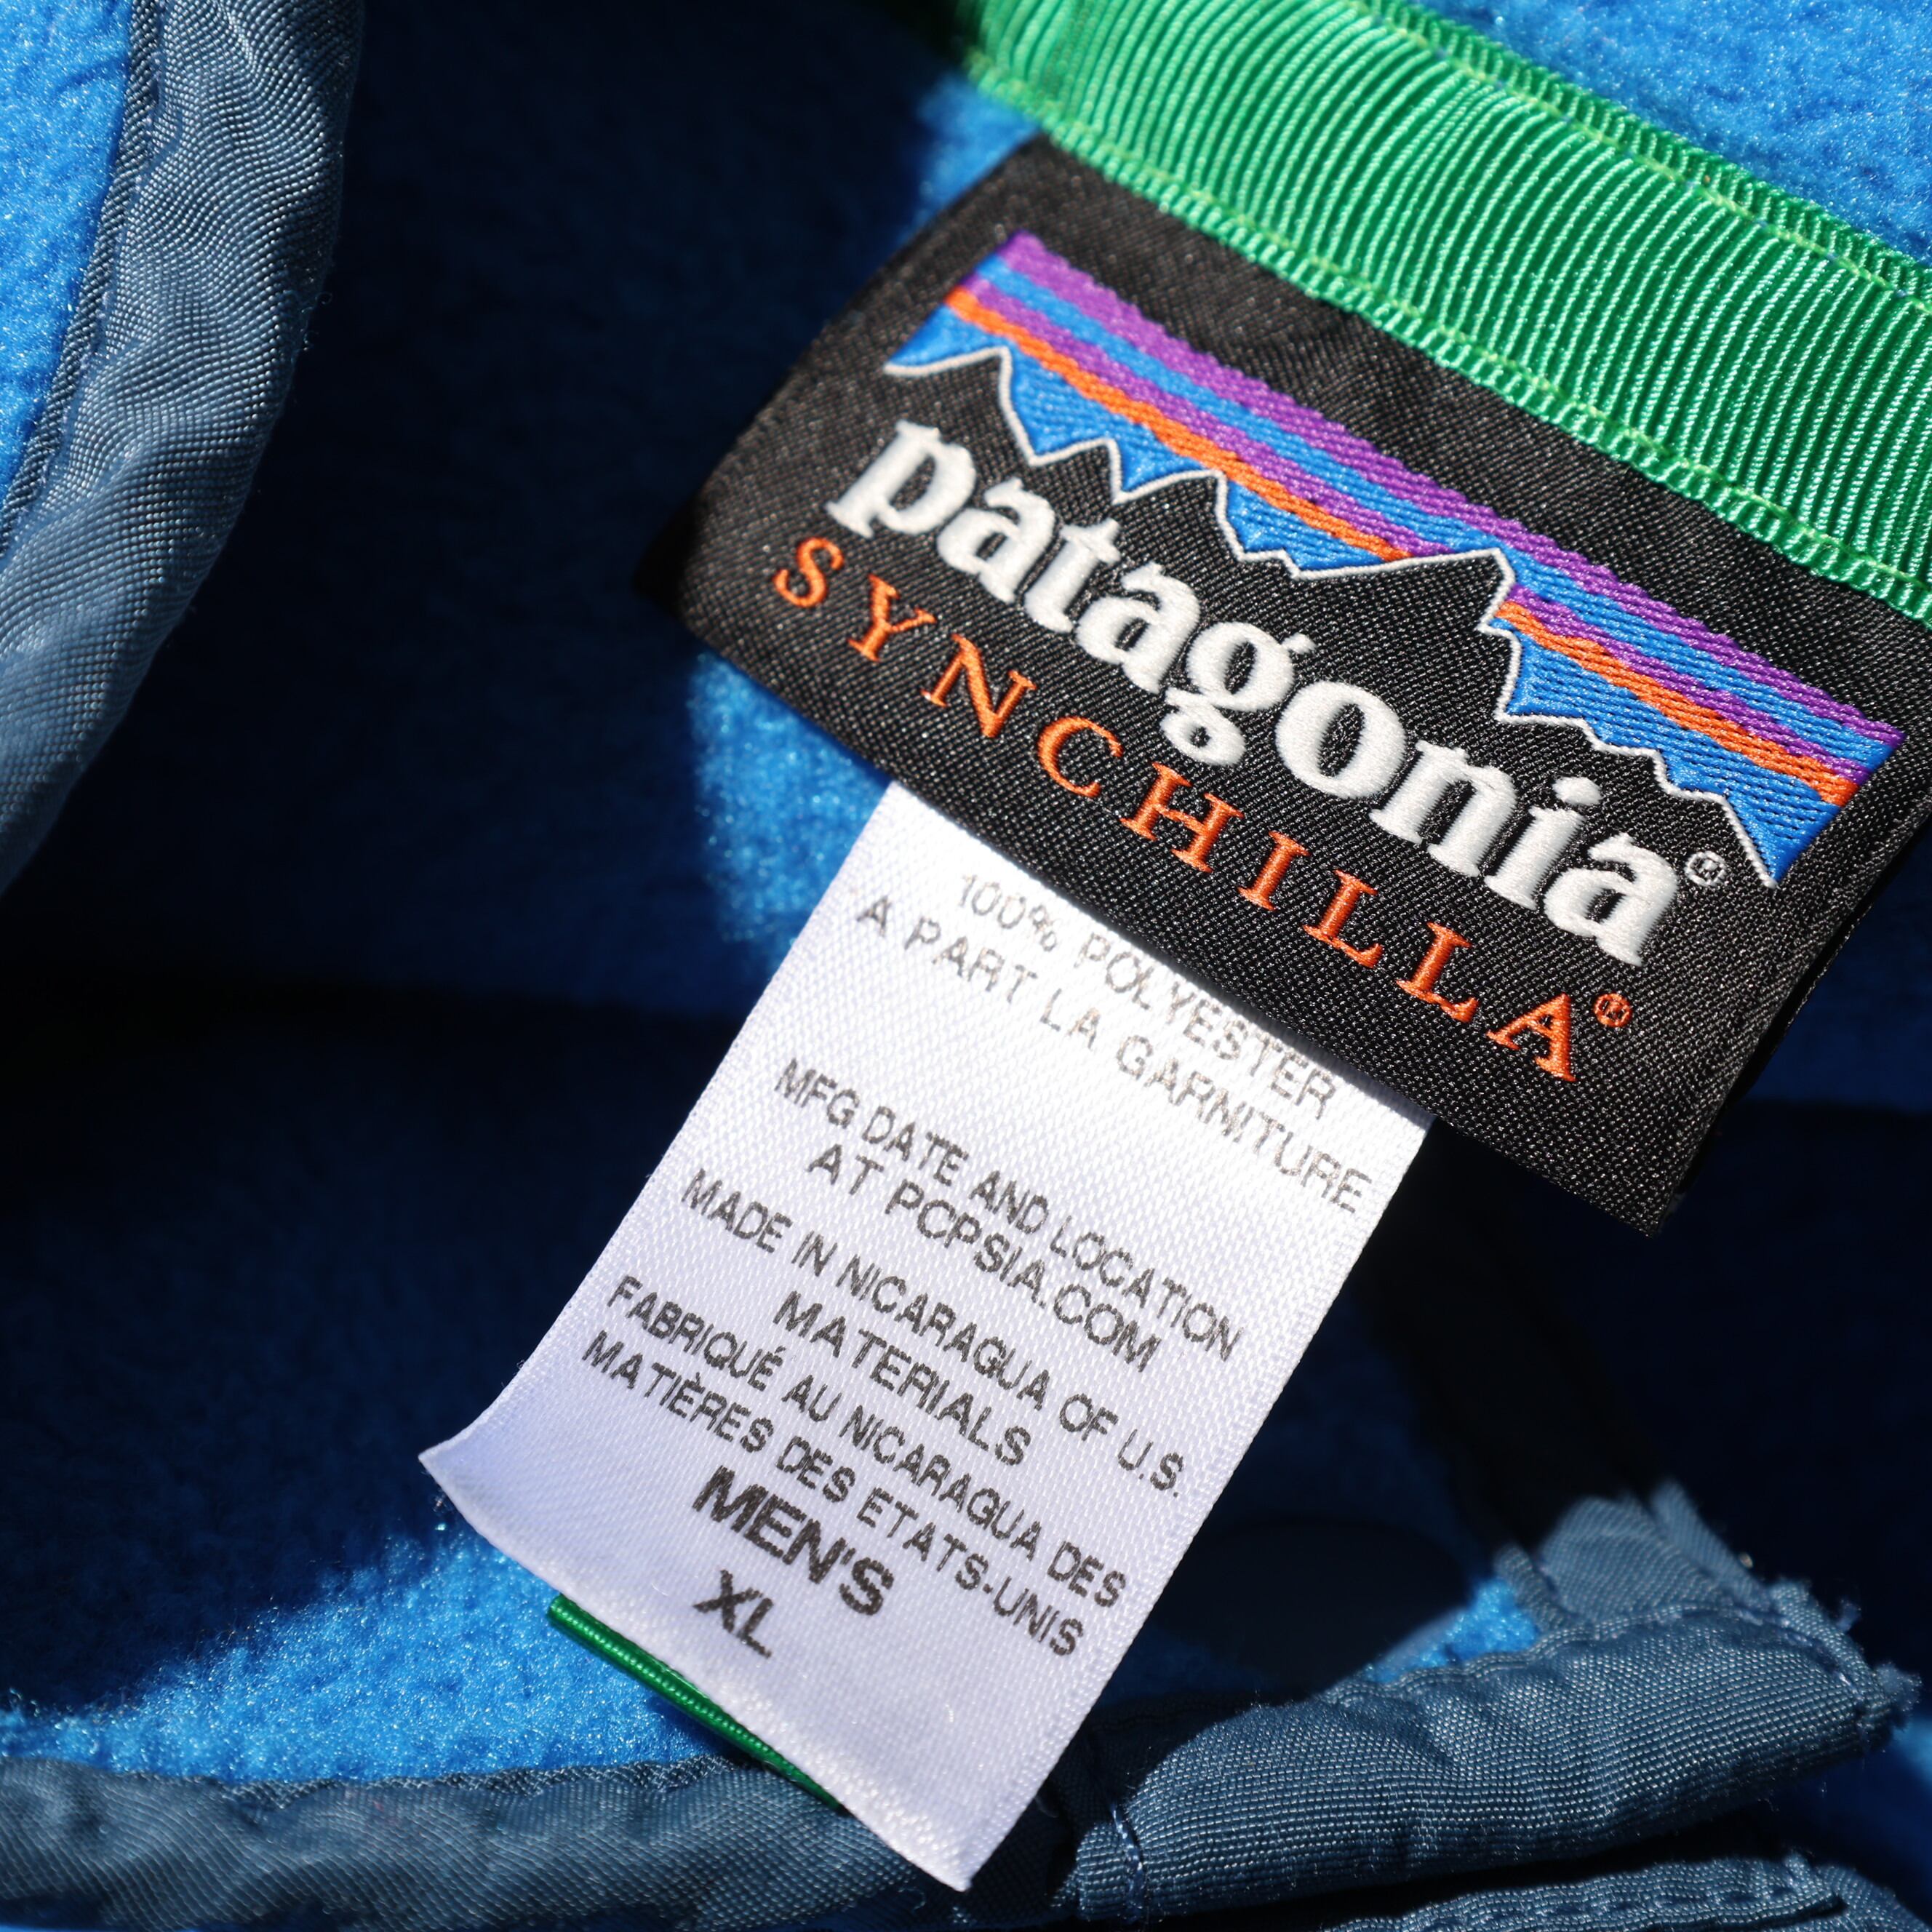 patagonia®
SYNCHILLA®
100% POLYESTER
A PART LA GARNITURE
MFG DATE AND LOCATION
AT PCPSIA.COM
MADE IN NICARAGUA OF U.S.
MATERIALS
FABRIQUÉ AU NICARAGUA DES
MATIÈRES DES ETATS-UNIS
MEN'S
XL